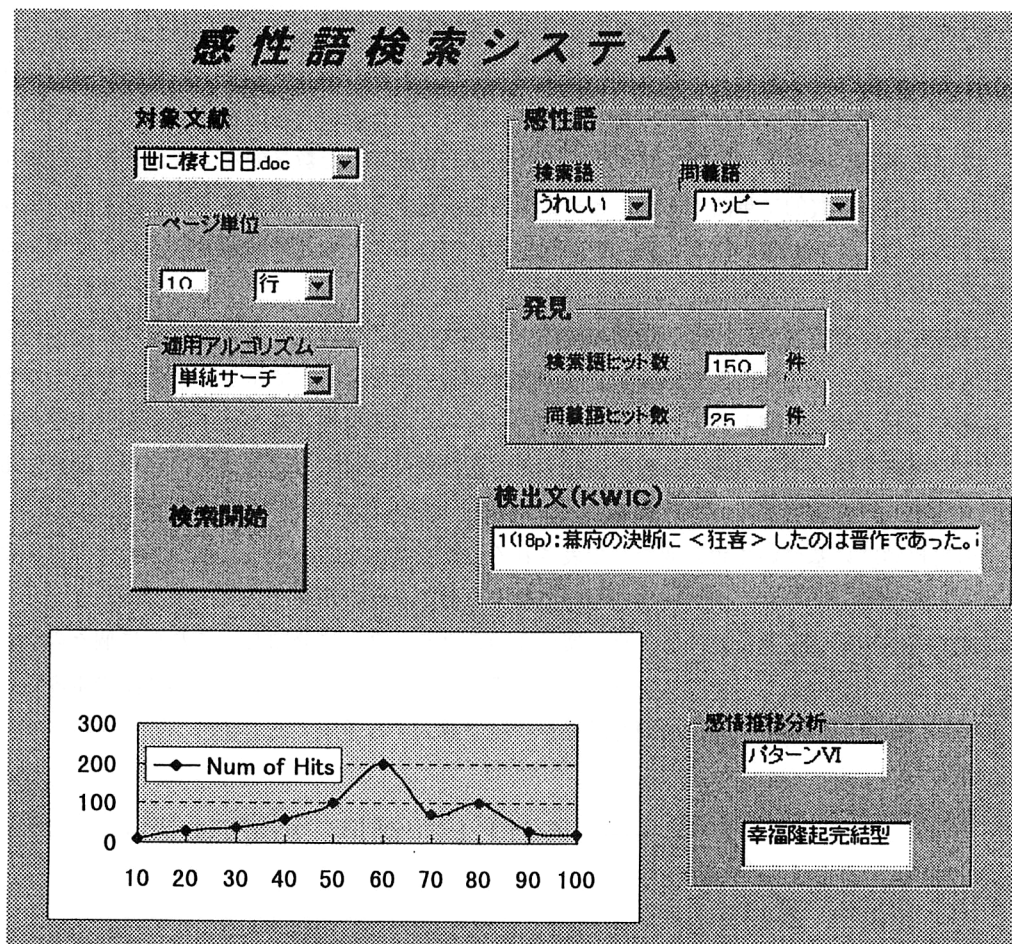 感性語検索システム
対象文献
世に棲む日日.doc
ページ単位
10
行
適用アルゴリズム
単純サーチ
検索開始
感性語
検索語
同義語
うれしい
ハッピー
発見
検索語ヒット数 150 件
同義語ヒット数 25 件
検出文(KWIC)
1(18p):幕府の決断に <狂喜> したのは晋作であった。
300
200
100
0
Num of Hits
10 20 30 40 50 60 70 80 90 100
感情推移分析
パターンⅥ
幸福隆起完結型